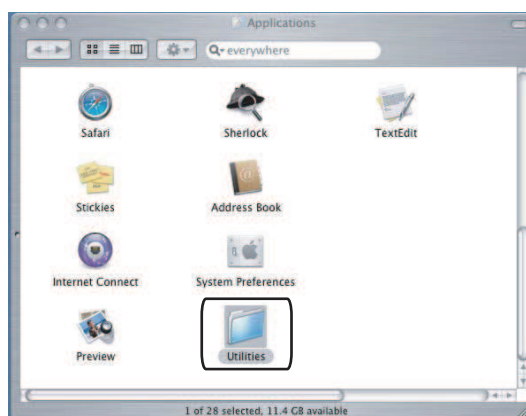 Applications
everywhere
Safari
Sherlock
TextEdit
Stickies
Address Book
Internet Connect
System Preferences
Preview
Utilities
1 of 28 selected, 11.4 GB available